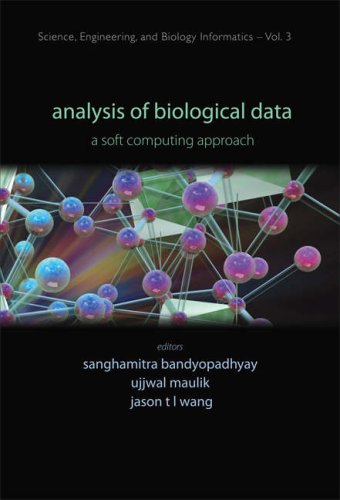 Science, Engineering, and Biology Informatics – Vol. 3
analysis of biological data
a soft computing approach
editors
sanghamitra bandyopadhyay
ujjwal maulik
jason t l wang